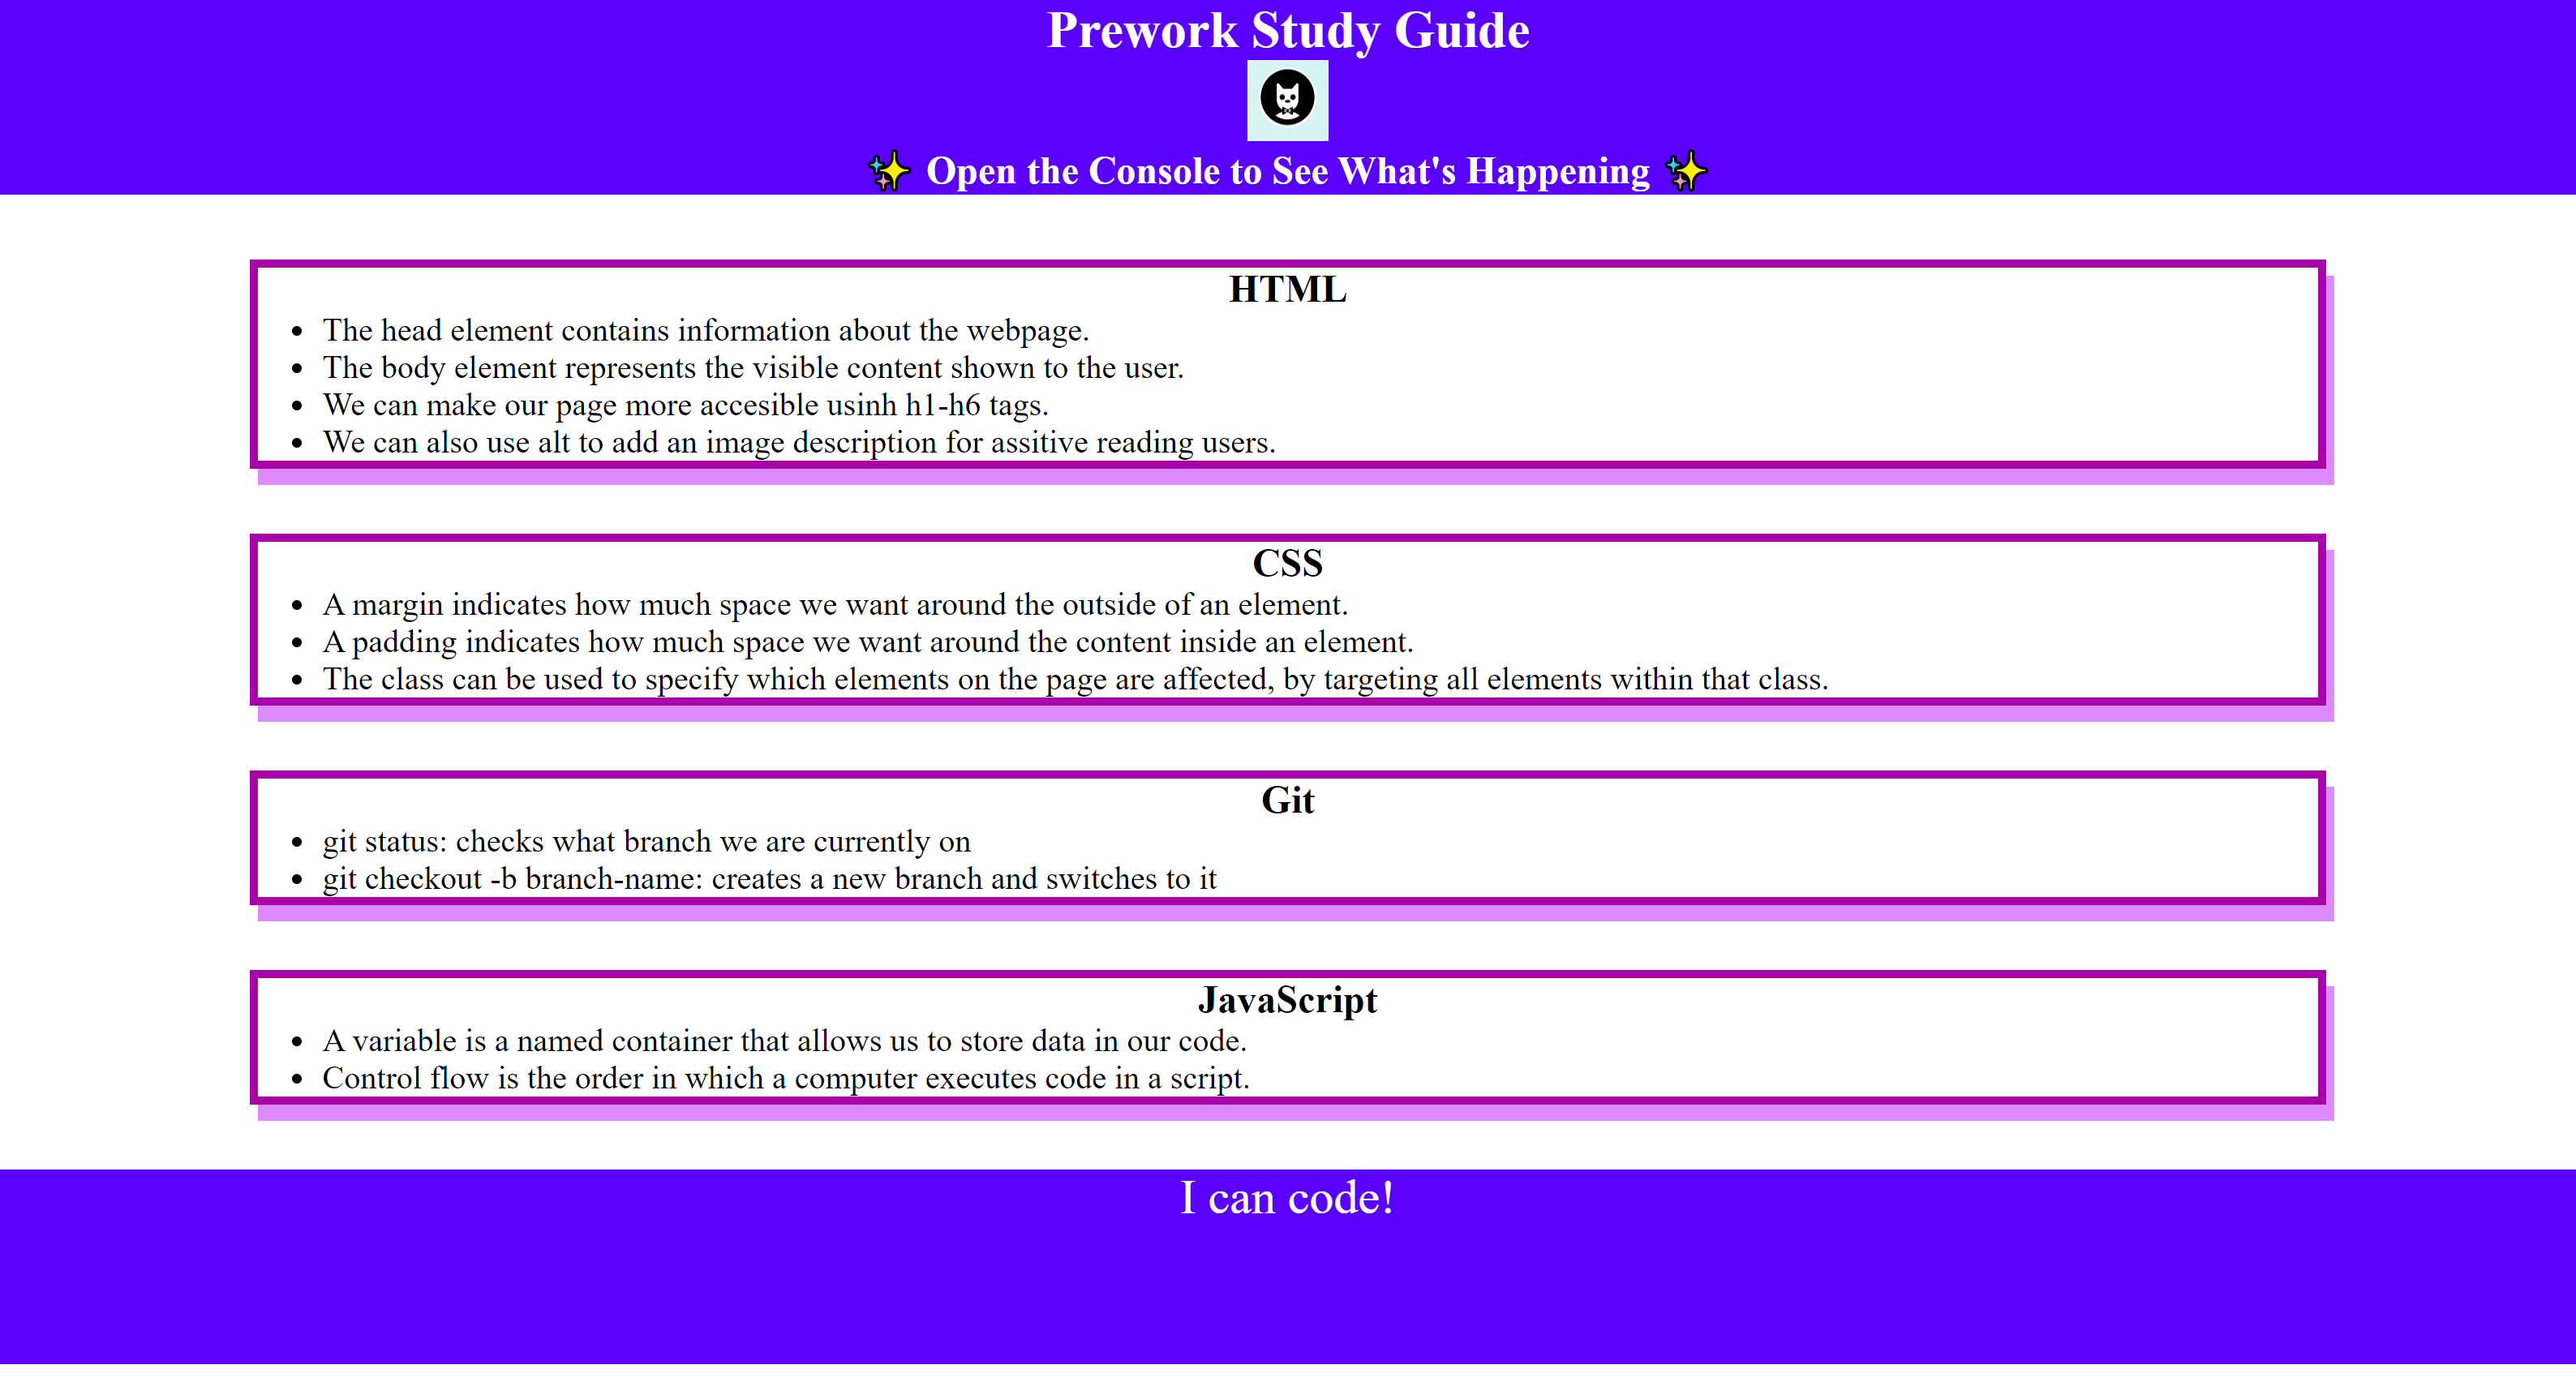 Prework Study Guide
✨ Open the Console to See What's Happening ✨
HTML
• The head element contains information about the webpage.
• The body element represents the visible content shown to the user.
• We can make our page more accesible usinh h1-h6 tags.
• We can also use alt to add an image description for assitive reading users.
CSS
• A margin indicates how much space we want around the outside of an element.
• A padding indicates how much space we want around the content inside an element.
• The class can be used to specify which elements on the page are affected, by targeting all elements within that class.
Git
• git status: checks what branch we are currently on
• git checkout -b branch-name: creates a new branch and switches to it
JavaScript
• A variable is a named container that allows us to store data in our code.
• Control flow is the order in which a computer executes code in a script.
I can code!